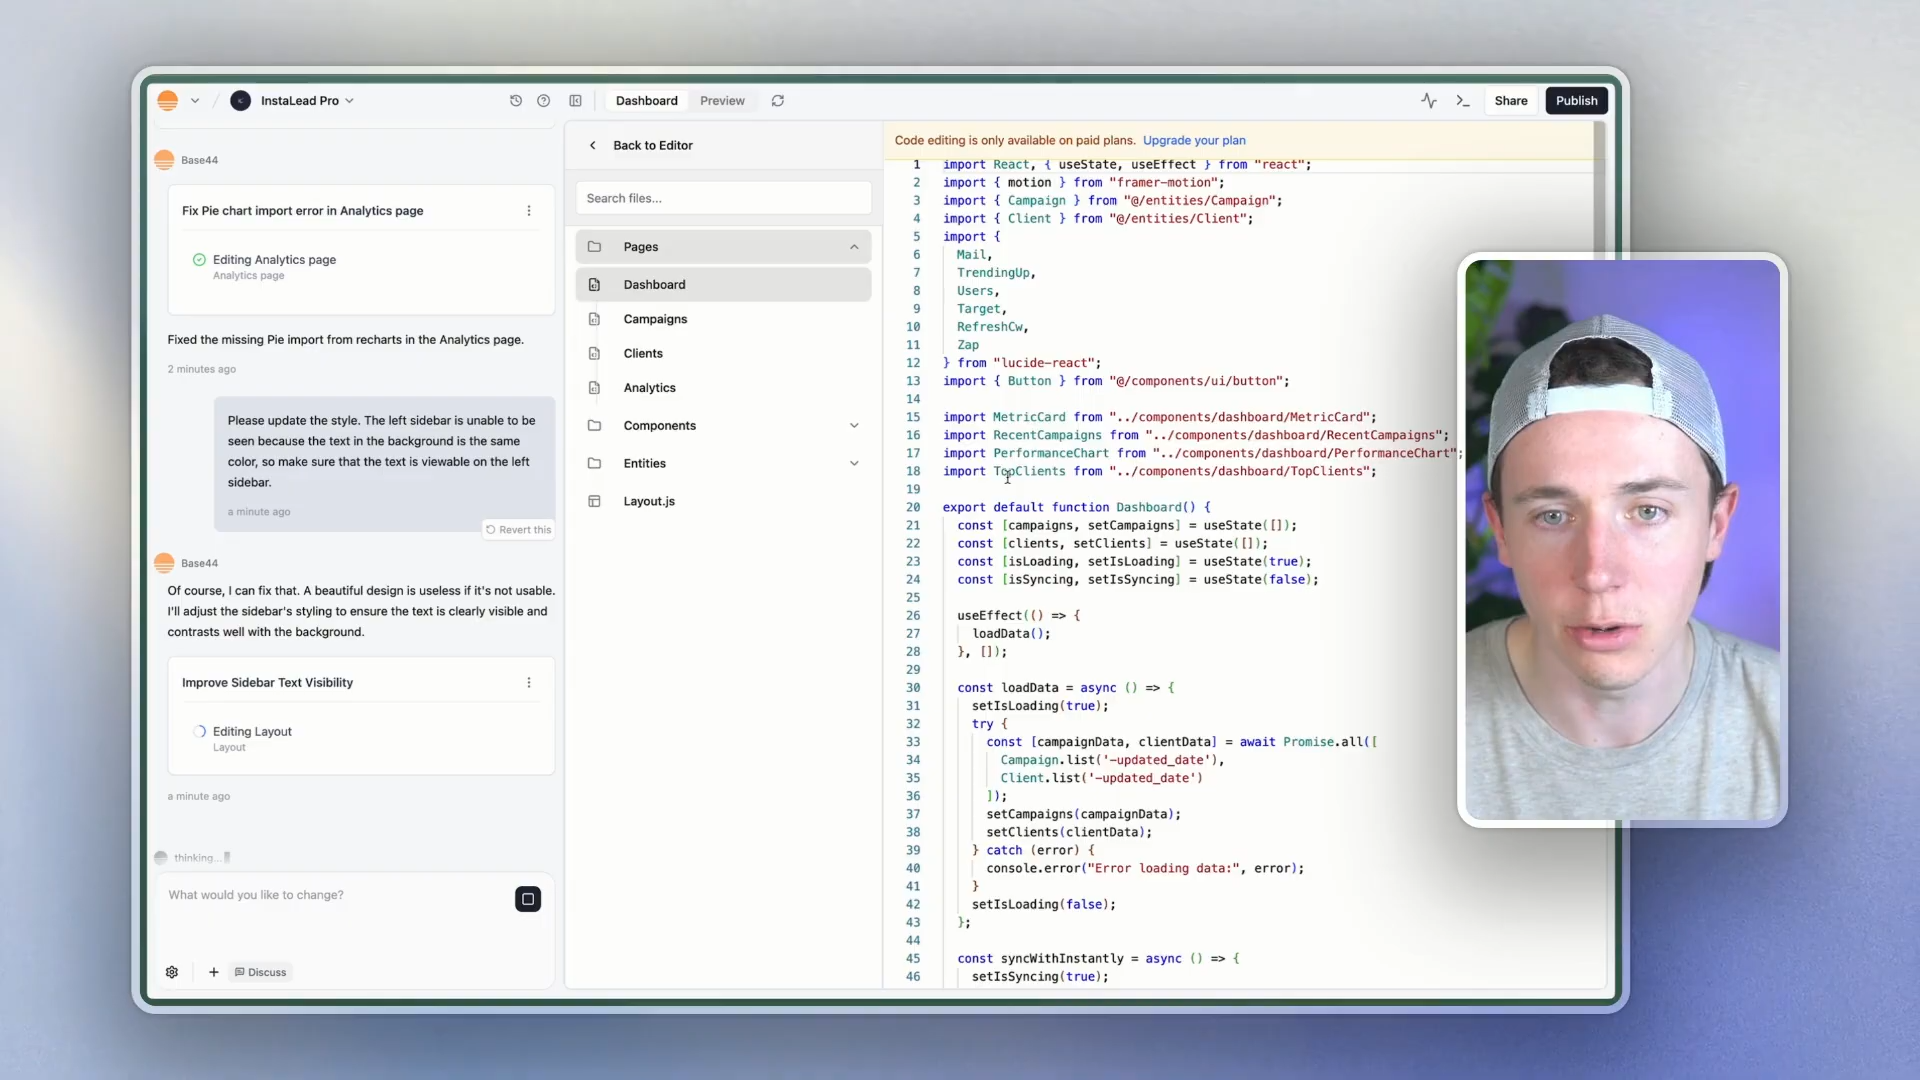 InstaLead Pro
Dashboard
Preview
Share
Publish
Base44
Fix Pie chart import error in Analytics page
Editing Analytics page
Analytics page
Fixed the missing Pie import from recharts in the Analytics page.
2 minutes ago
Please update the style. The left sidebar is unable to be
seen because the text in the background is the same
color, so make sure that the text is viewable on the left
sidebar.
a minute ago
Revert this
Base44
Of course, I can fix that. A beautiful design is useless if it's not usable.
I'll adjust the sidebar's styling to ensure the text is clearly visible and
contrasts well with the background.
Improve Sidebar Text Visibility
Editing Layout
Layout
a minute ago
thinking...
What would you like to change?
Discuss
Back to Editor
Search files...
Pages
Dashboard
Campaigns
Clients
Analytics
Components
Entities
Layout.js
Code editing is only available on paid plans. Upgrade your plan
1 import React, { useState, useEffect } from "react";
2 import { motion } from "framer-motion";
3 import { Campaign } from "@/entities/Campaign";
4 import { Client } from "@/entities/Client";
5 import {
6 Mail,
7 TrendingUp,
8 Users,
9 Target,
10 RefreshCw,
11 Zap
12 } from "lucide-react";
13 import { Button } from "@/components/ui/button";
14
15 import MetricCard from "../components/dashboard/MetricCard";
16 import RecentCampaigns from "../components/dashboard/RecentCampaigns";
17 import PerformanceChart from "../components/dashboard/PerformanceChart";
18 import TopClients from "../components/dashboard/TopClients";
19
20 export default function Dashboard() {
21 const [campaigns, setCampaigns] = useState([]);
22 const [clients, setClients] = useState([]);
23 const [isLoading, setIsLoading] = useState(true);
24 const [isSyncing, setIsSyncing] = useState(false);
25
26 useEffect(() => {
27 loadData();
28 }, []);
29
30 const loadData = async () => {
31 setIsLoading(true);
32 try {
33 const [campaignData, clientData] = await Promise.all([
34 Campaign.list('-updated_date'),
35 Client.list('-updated_date')
36 ]);
37 setCampaigns(campaignData);
38 setClients(clientData);
39 } catch (error) {
40 console.error("Error loading data:", error);
41 }
42 setIsLoading(false);
43 };
44
45 const syncWithInstantly = async () => {
46 setIsSyncing(true);